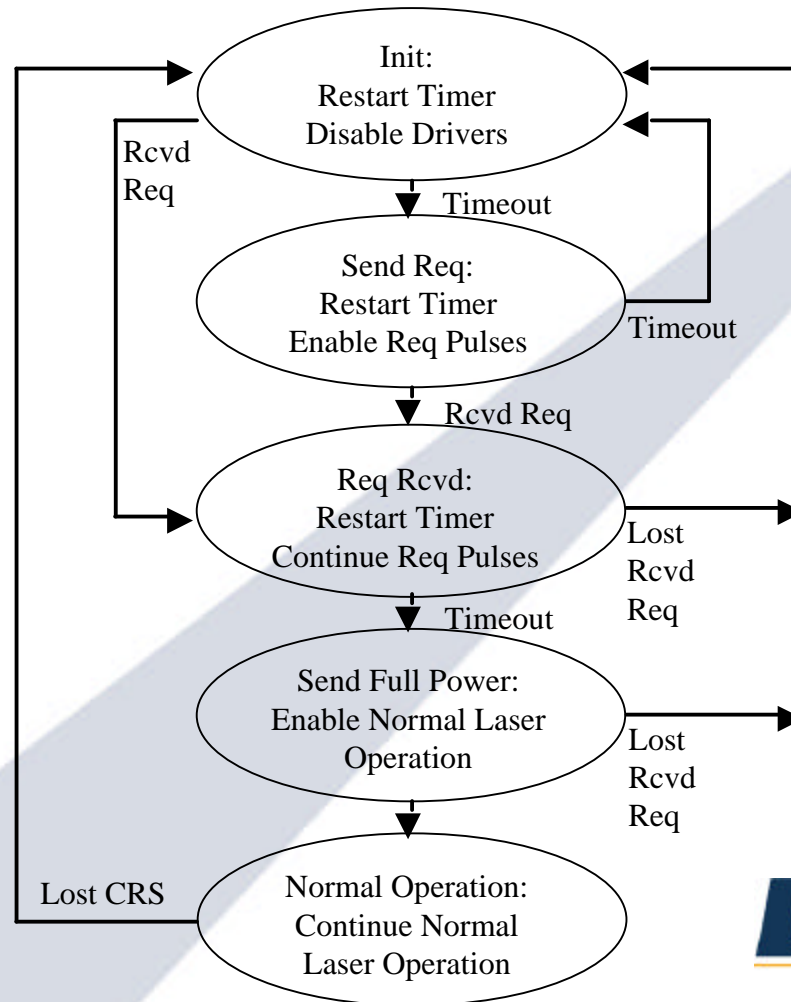 Init:
Restart Timer
Disable Drivers
Rcvd
Req
Timeout
Send Req:
Restart Timer
Enable Req Pulses
Timeout
Rcvd Req
Req Rcvd:
Restart Timer
Continue Req Pulses
Lost
Rcvd
Req
Timeout
Send Full Power:
Enable Normal Laser
Operation
Lost
Rcvd
Req
Lost CRS
Normal Operation:
Continue Normal
Laser Operation